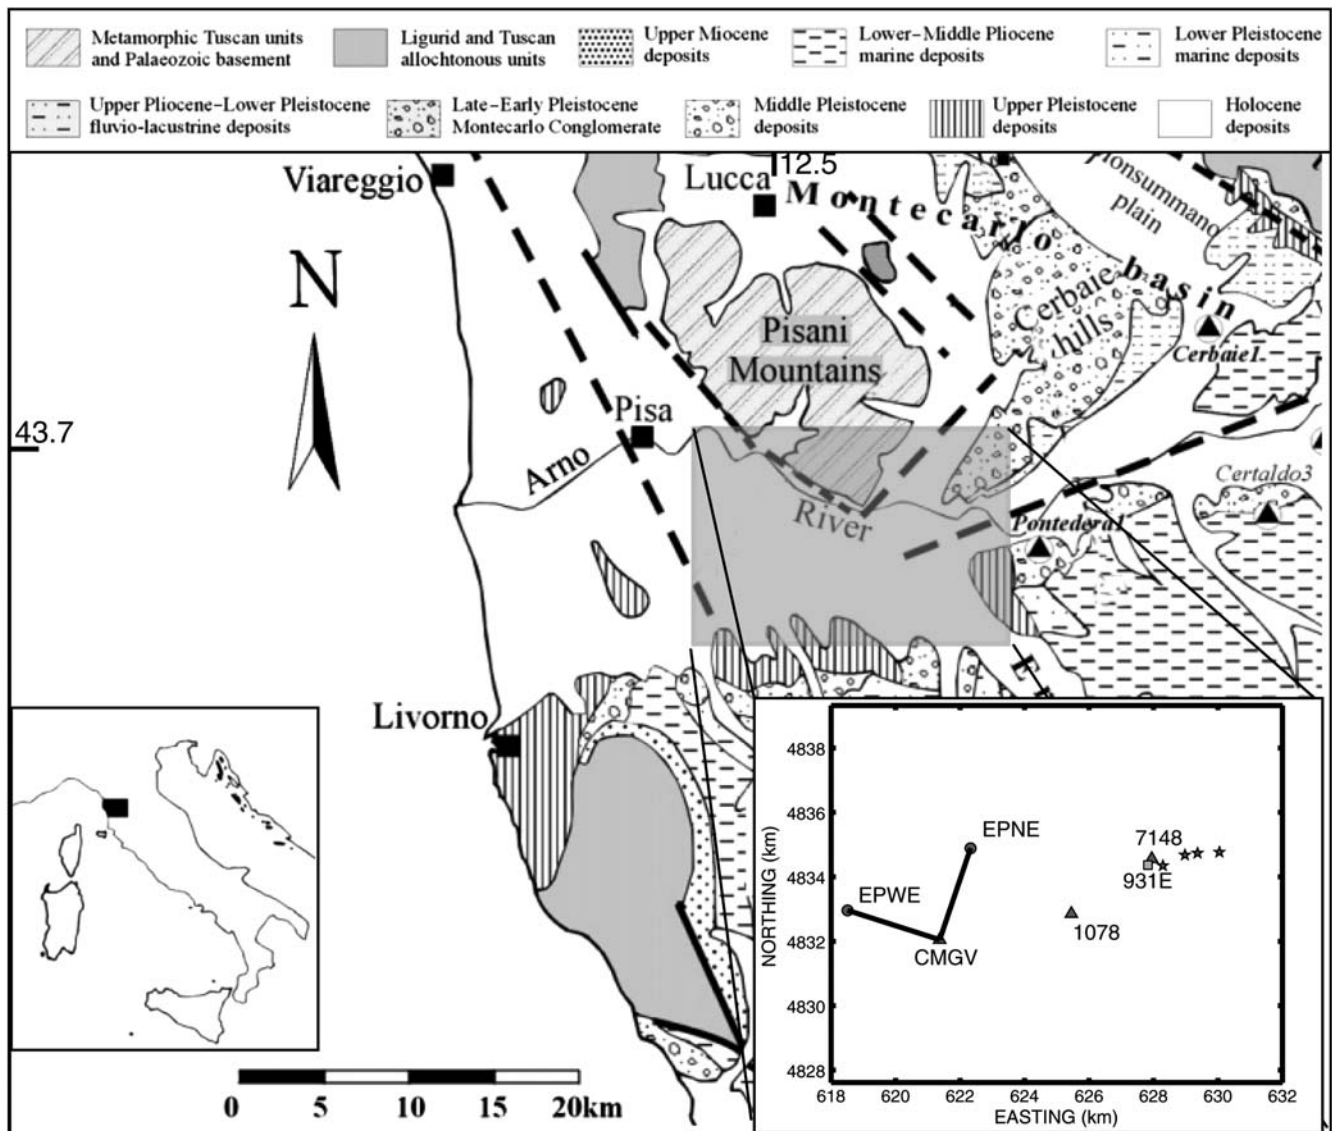 Metamorphic Tuscan units
and Palaeozoic basement
Ligurid and Tuscan
allochtonous units
Upper Miocene
deposits
Lower-Middle Pliocene
marine deposits
Lower Pleistocene
marine deposits
Upper Pliocene-Lower Pleistocene
fluvio-lacustrine deposits
Late-Early Pleistocene
Montecarlo Conglomerate
Middle Pleistocene
deposits
Upper Pleistocene
deposits
Holocene
deposits
12.5
Viareggio
Lucca
Montecarlo basin
plain
N
Cerbaie
hills
Pisani
Mountains
Cerbaie1
Pisa
43.7
Arno
River
Certaldo3
Pontedera1
Livorno
0 5 10 15 20km
4838
4836
4834
4832
4830
4828
NORTHING (km)
EPNE
EPWE
CMGV
7148
931E
1078
618 620 622 624 626 628 630 632
EASTING (km)